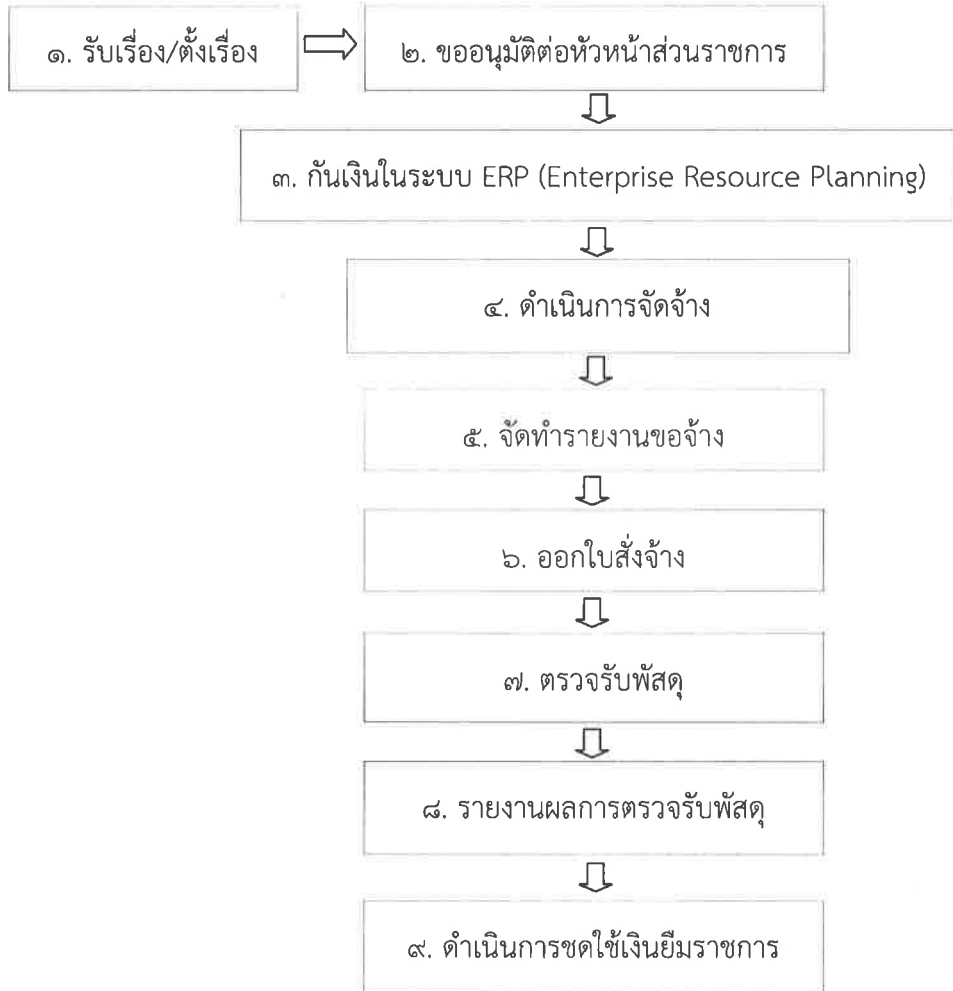 ๑. รับเรื่อง/ตั้งเรื่อง
๒. ขออนุมัติต่อหัวหน้าส่วนราชการ
๓. กันเงินในระบบ ERP (Enterprise Resource Planning)
๔. ดำเนินการจัดจ้าง
๕. จัดทำรายงานขอจ้าง
๖. ออกใบสั่งจ้าง
๗. ตรวจรับพัสดุ
๘. รายงานผลการตรวจรับพัสดุ
๙. ดำเนินการชดใช้เงินยืมราชการ